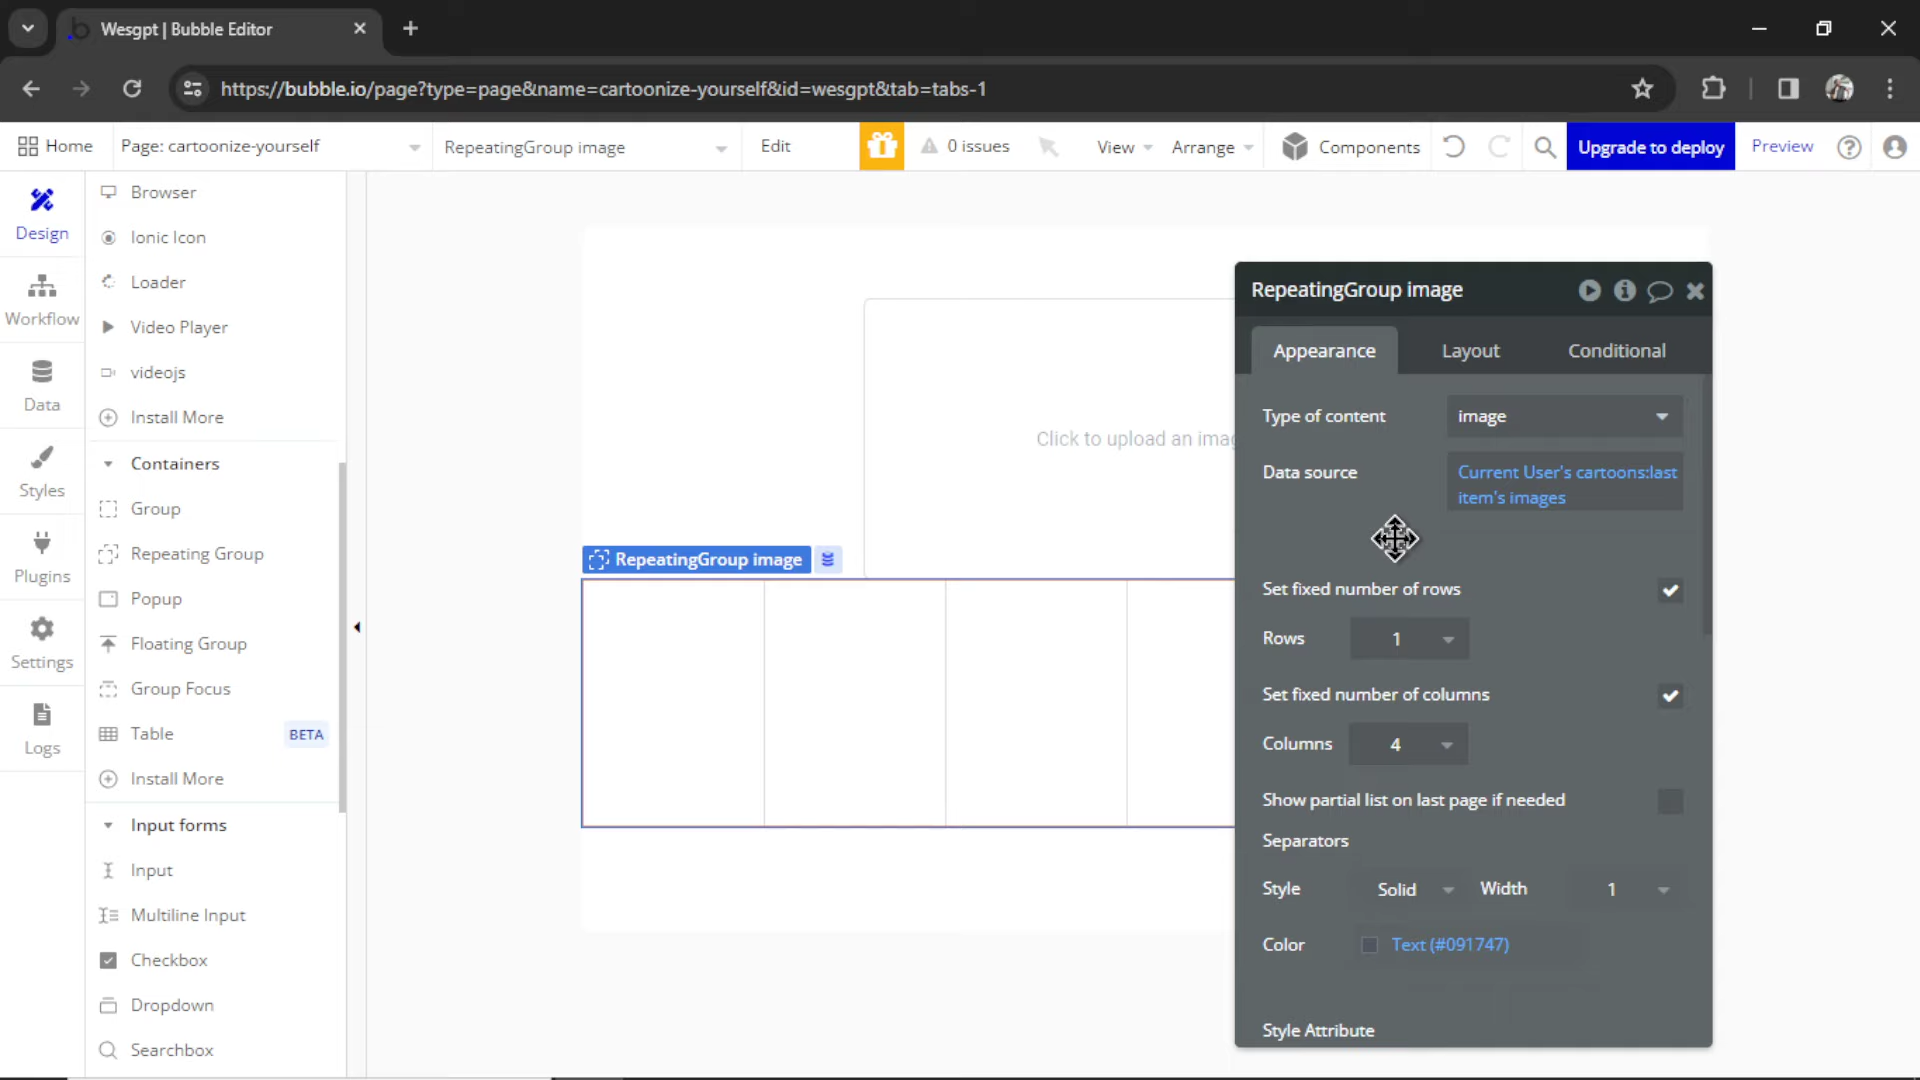 Wesgpt | Bubble Editor
https://bubble.io/page?type=page&name=cartoonize-yourself&id=wesgpt&tab=tabs-1
Home
Page: cartoonize-yourself
RepeatingGroup image
Edit
0 issues
View
Arrange
Components
Upgrade to deploy
Preview
Design
Workflow
Data
Styles
Plugins
Settings
Logs
Browser
Ionic Icon
Loader
Video Player
videojs
Install More
Containers
Group
Repeating Group
Popup
Floating Group
Group Focus
Table BETA
Install More
Input forms
Input
Multiline Input
Checkbox
Dropdown
Searchbox
Click to upload an imag
RepeatingGroup image
RepeatingGroup image
Appearance
Layout
Conditional
Type of content image
Data source Current User's cartoons:last
item's images
Set fixed number of rows
Rows 1
Set fixed number of columns
Columns 4
Show partial list on last page if needed
Separators
Style Solid Width 1
Color Text (#091747)
Style Attribute